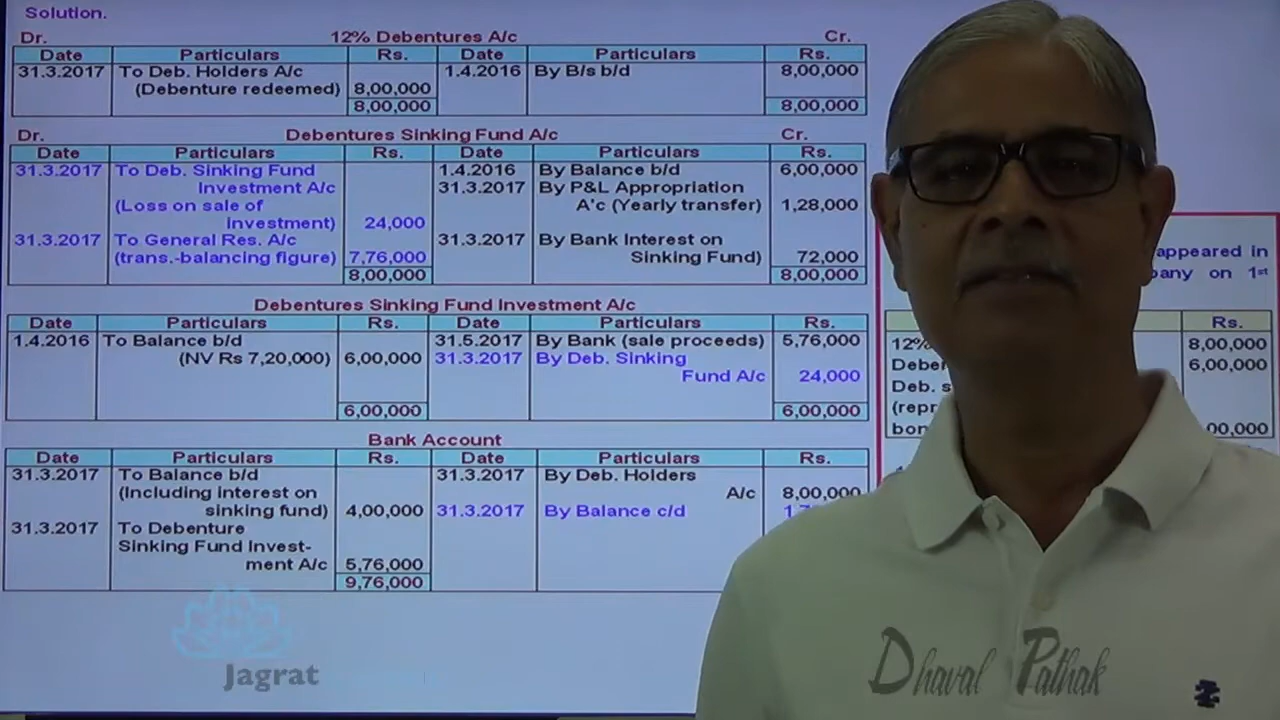 Solution.
Dr. 12% Debentures A/c Cr.
Date Particulars Rs. Date Particulars Rs.
31.3.2017 To Deb. Holders A/c 1.4.2016 By B/s b/d 8,00,000
(Debenture redeemed) 8,00,000
8,00,000 8,00,000
Dr. Debentures Sinking Fund A/c Cr.
Date Particulars Rs. Date Particulars Rs.
31.3.2017 To Deb. Sinking Fund 1.4.2016 By Balance b/d 6,00,000
Investment A/c 31.3.2017 By P&L Appropriation
(Loss on sale of A'c (Yearly transfer) 1,28,000
investment) 24,000
31.3.2017 To General Res. A/c 31.3.2017 By Bank Interest on
(trans.-balancing figure) 7,76,000 Sinking Fund) 72,000
8,00,000 8,00,000
Debentures Sinking Fund Investment A/c
Date Particulars Rs. Date Particulars Rs.
1.4.2016 To Balance b/d 31.5.2017 By Bank (sale proceeds) 5,76,000
(NV Rs 7,20,000) 6,00,000 31.3.2017 By Deb. Sinking
Fund A/c 24,000
6,00,000 6,00,000
Bank Account
Date Particulars Rs. Date Particulars Rs.
31.3.2017 To Balance b/d 31.3.2017 By Deb. Holders
(Including interest on A/c 8,00,000
sinking fund) 4,00,000 31.3.2017 By Balance c/d
31.3.2017 To Debenture
Sinking Fund Invest-
ment A/c 5,76,000
9,76,000
appeared in
on 1st
Rs.
12% 8,00,000
6,00,000
Deb.
Jagrat
Dhaval Pathak